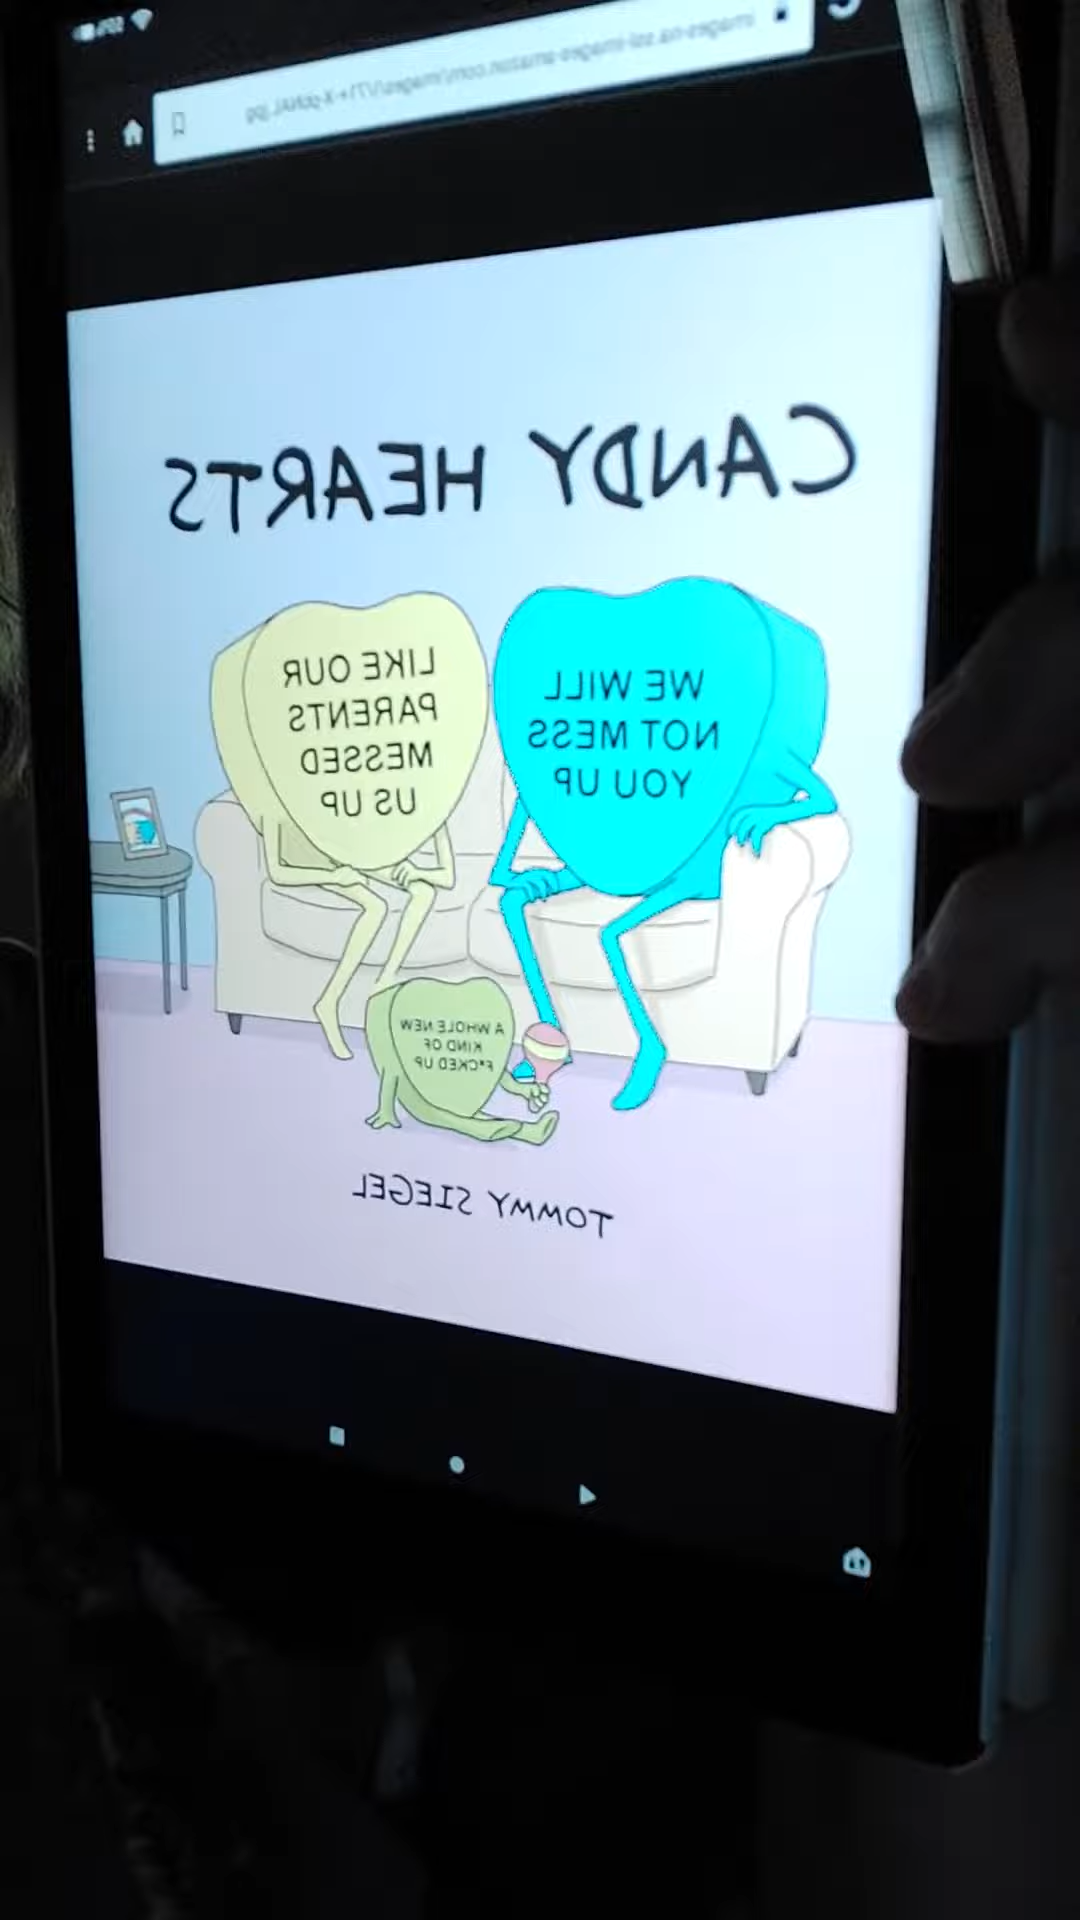 CANDY HEARTS
WE WILL
NOT MESS
YOU UP
LIKE OUR
PARENTS
MESSED
US UP
A WHOLE NEW
KIND OF
F*CKED UP
TOMMY SIEGEL